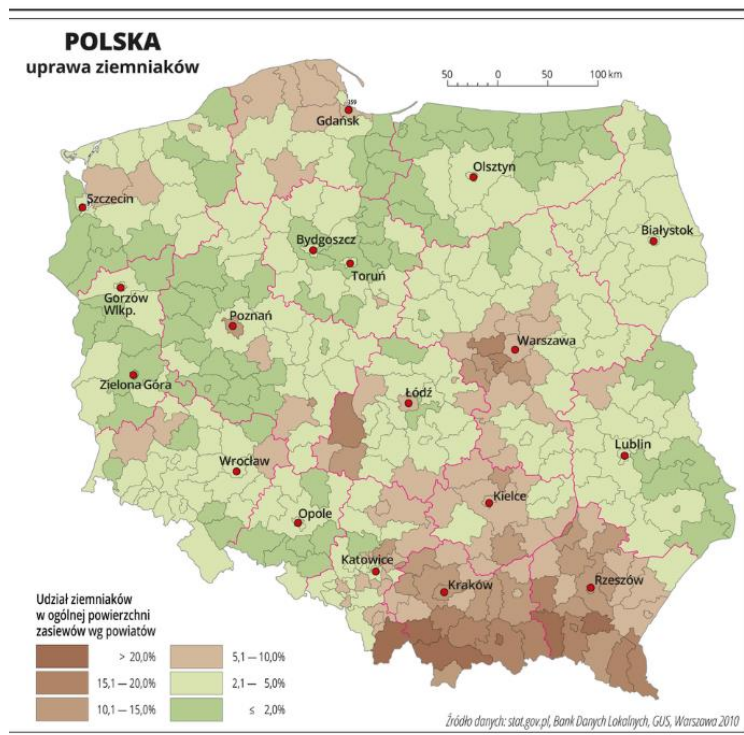 POLSKA
uprawa ziemniaków
50 0 50 100 km
Gdańsk
Olsztyn
Szczecin
Białystok
Bydgoszcz
Toruń
Gorzów
Wlkp.
Poznań
Warszawa
Zielona Góra
Łódź
Lublin
Wrocław
Kielce
Opole
Katowice
Kraków
Rzeszów
Udział ziemniaków
w ogólnej powierzchni
zasiewów wg powiatów
> 20,0% 5,1 — 10,0%
15,1 — 20,0% 2,1 — 5,0%
10,1 — 15,0% ≤ 2,0%
Źródło danych: stat.gov.pl, Bank Danych Lokalnych, GUS, Warszawa 2010